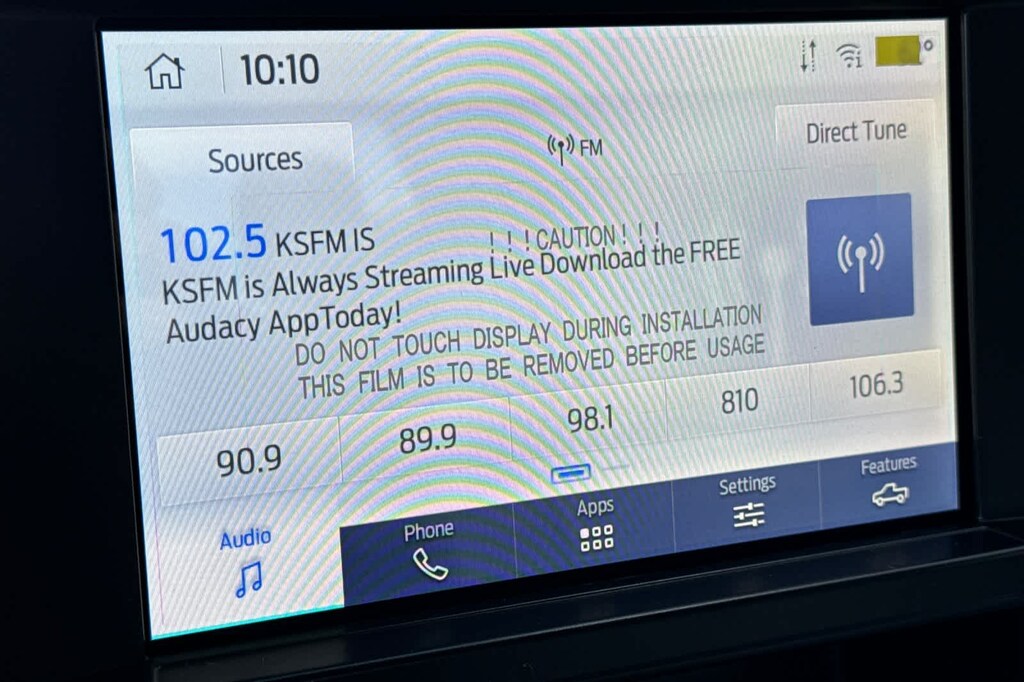 10:10
Sources
FM
Direct Tune
102.5 KSFM IS
! ! ! CAUTION ! ! !
KSFM is Always Streaming Live Download the FREE
Audacy App Today!
DO NOT TOUCH DISPLAY DURING INSTALLATION
THIS FILM IS TO BE REMOVED BEFORE USAGE
90.9
89.9
98.1
810
106.3
Audio
Phone
Apps
Settings
Features